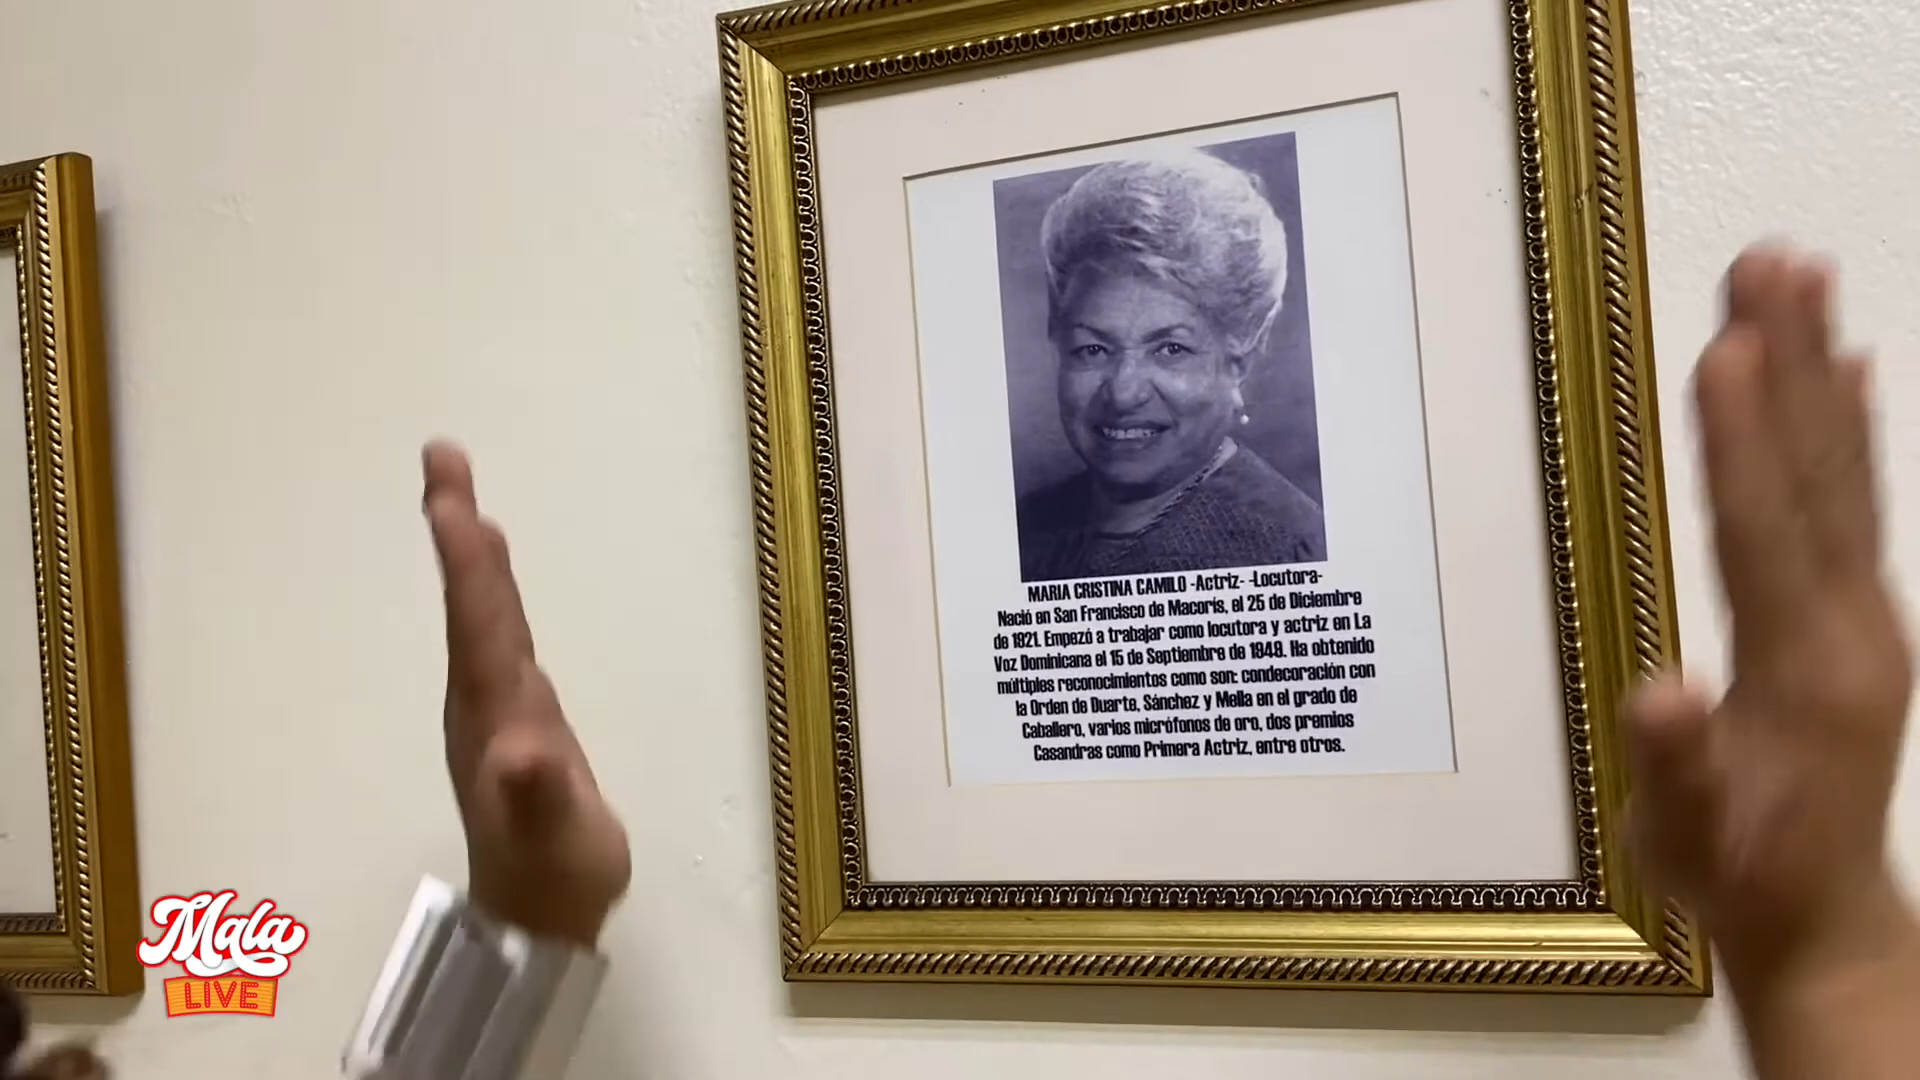 MARIA CRISTINA CAMILO -Actriz- -Locutora-
Nació en San Francisco de Macorís, el 25 de Diciembre
de 1921. Empezó a trabajar como locutora y actriz en La
Voz Dominicana el 15 de Septiembre de 1949. Ha obtenido
múltiples reconocimientos como son: condecoración con
la Orden de Duarte, Sánchez y Mella en el grado de
Caballero, varios micrófonos de oro, dos premios
Casandras como Primera Actriz, entre otros.
Mala
LIVE